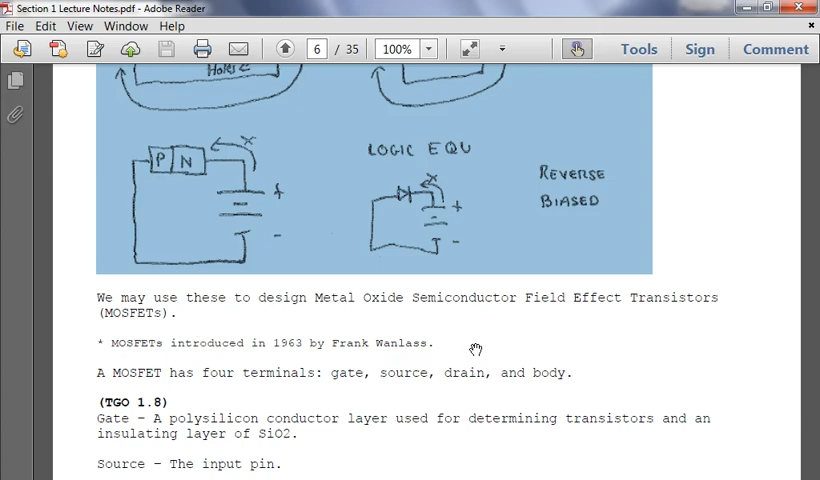 Section 1 Lecture Notes.pdf - Adobe Reader
File Edit View Window Help
6 / 35 100% Tools Sign Comment
Holes
P N
+
-
x
LOGIC EQU
x
+
-
REVERSE
BIASED
We may use these to design Metal Oxide Semiconductor Field Effect Transistors
(MOSFETs).
* MOSFETs introduced in 1963 by Frank Wanlass.
A MOSFET has four terminals: gate, source, drain, and body.
(TGO 1.8)
Gate – A polysilicon conductor layer used for determining transistors and an
insulating layer of SiO2.
Source – The input pin.